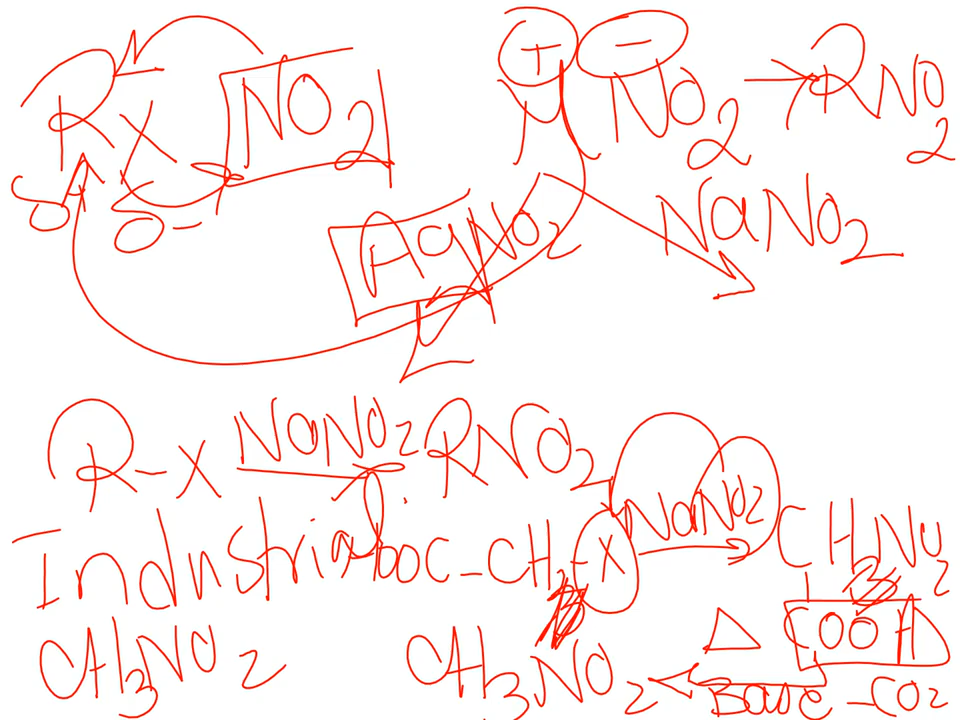 R X NO2 + - M NO2 → RNO2
δ+ δ- AgNO2 NaNO2
R-X NaNO2 RNO2
Industrial HOOC-CH2-X NaNO2 CH2NO2
COOH
CH3NO2 CH3NO2 Δ Base -CO2